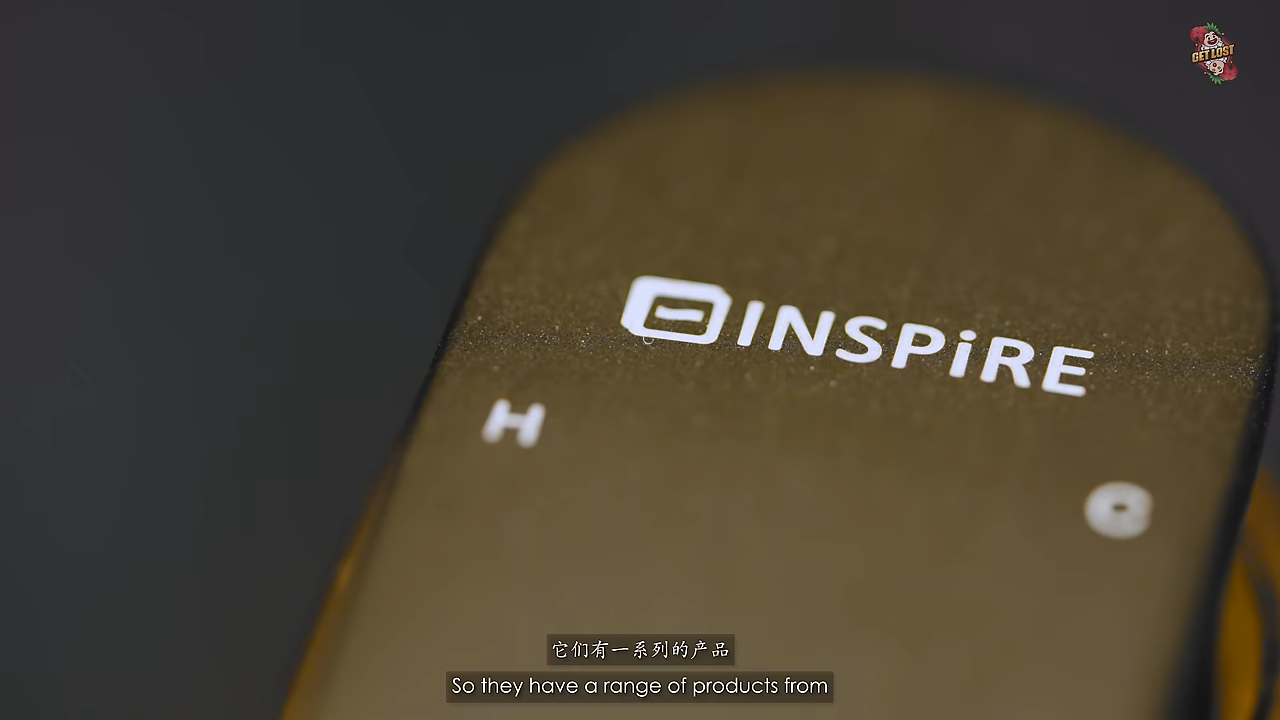 GET LOST
INSPiRE
H
C
它们有一系列的产品
So they have a range of products from